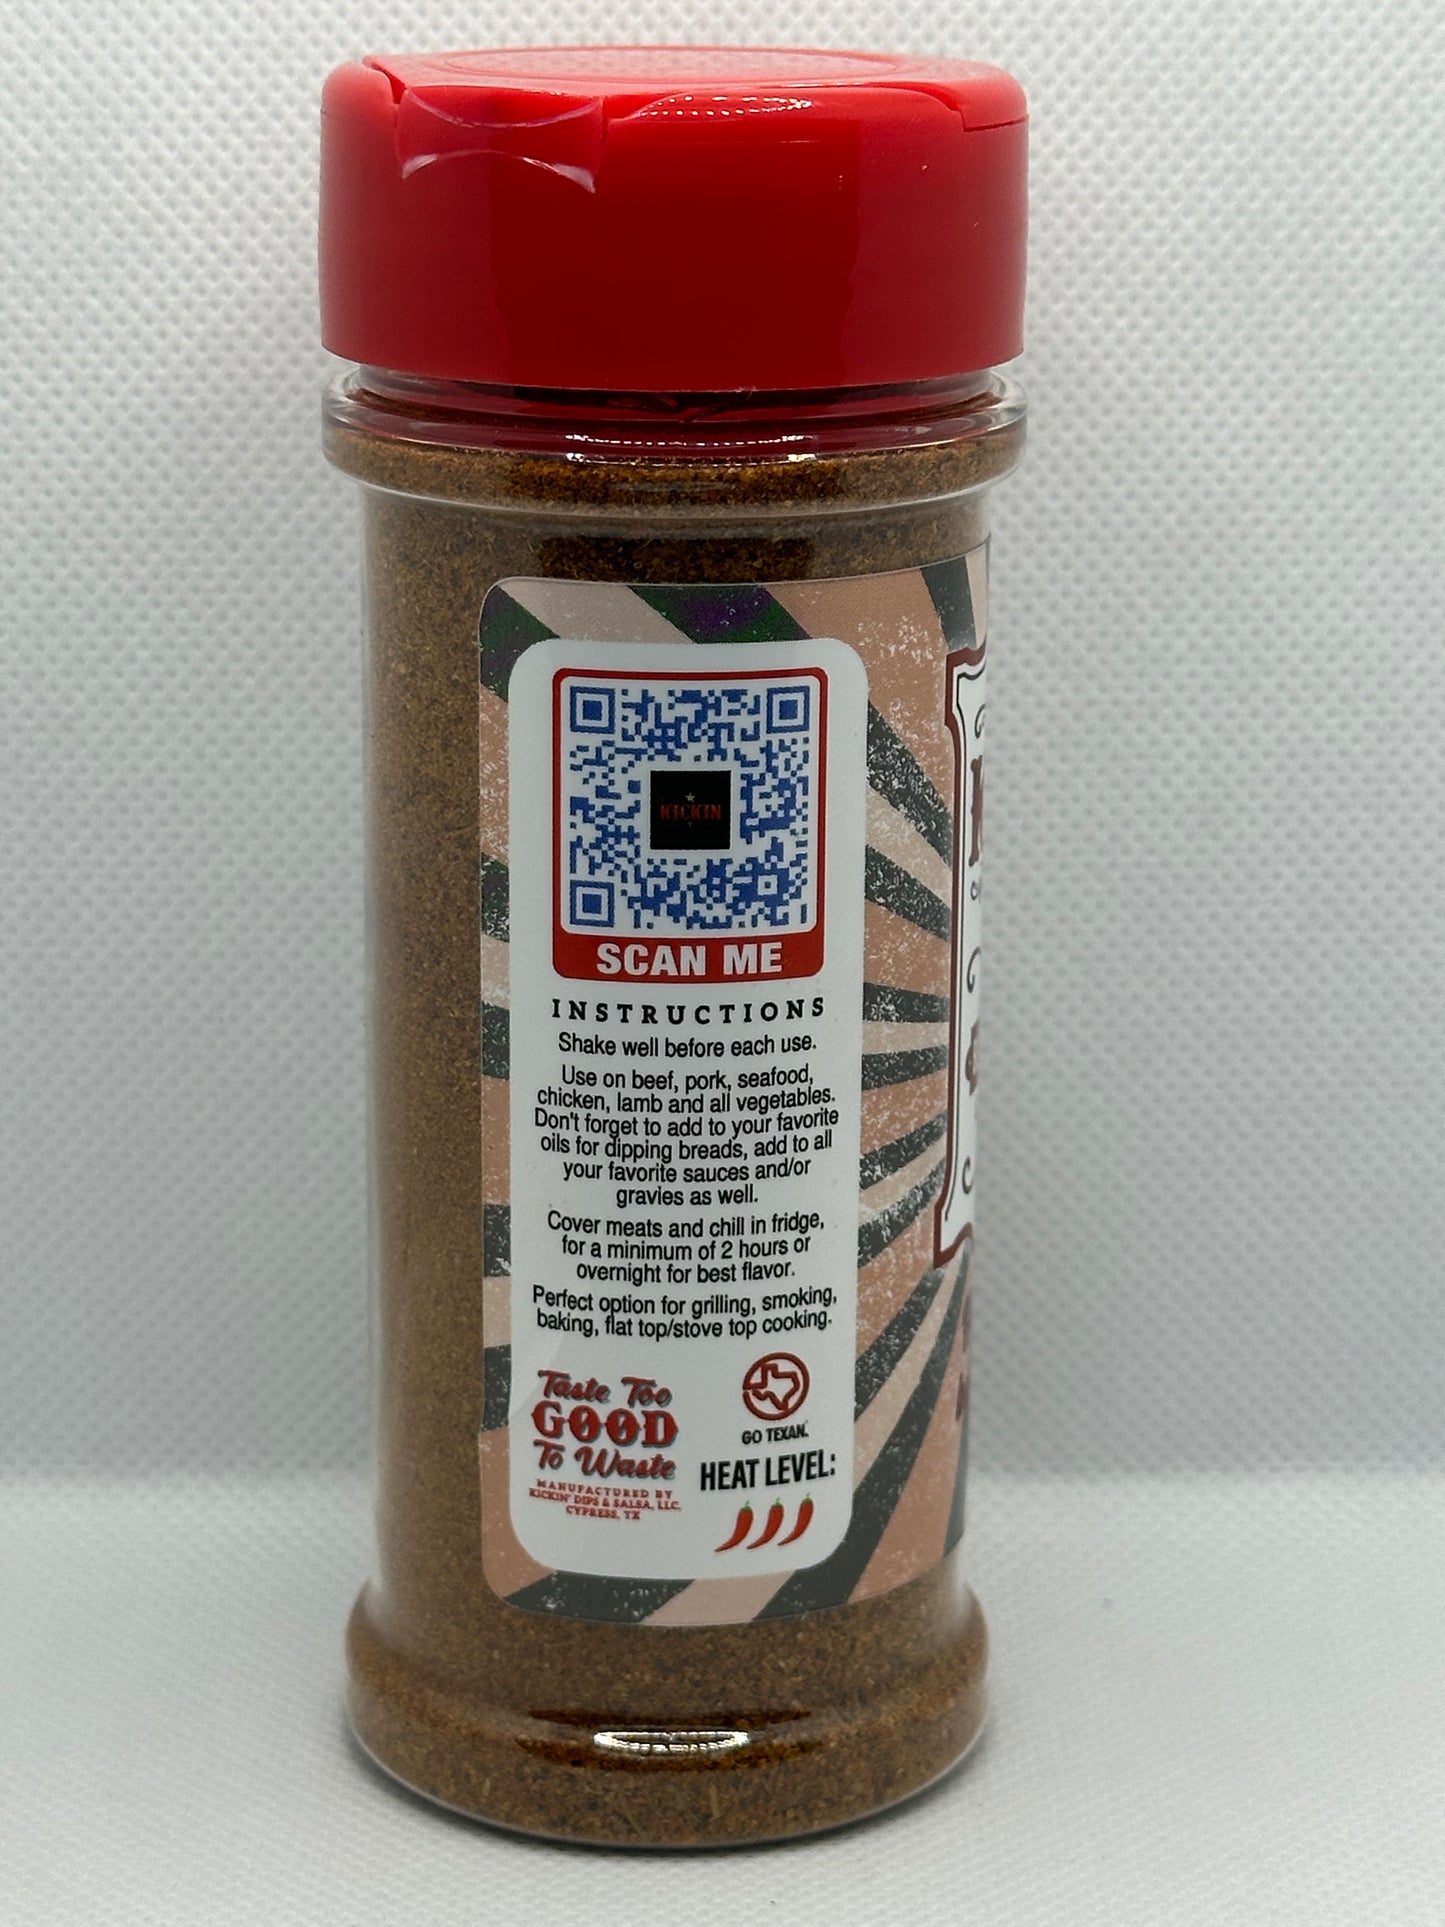 KICKIN
SCAN ME
INSTRUCTIONS
Shake well before each use.
Use on beef, pork, seafood,
chicken, lamb and all vegetables.
Don't forget to add to your favorite
oils for dipping breads, add to all
your favorite sauces and/or
gravies as well.
Cover meats and chill in fridge,
for a minimum of 2 hours or
overnight for best flavor.
Perfect option for grilling, smoking,
baking, flat top/stove top cooking.
Taste Too
GOOD
To Waste
MANUFACTURED BY
KICKIN' DIPS & SALSA, LLC,
CYPRESS, TX
GO TEXAN.
HEAT LEVEL: